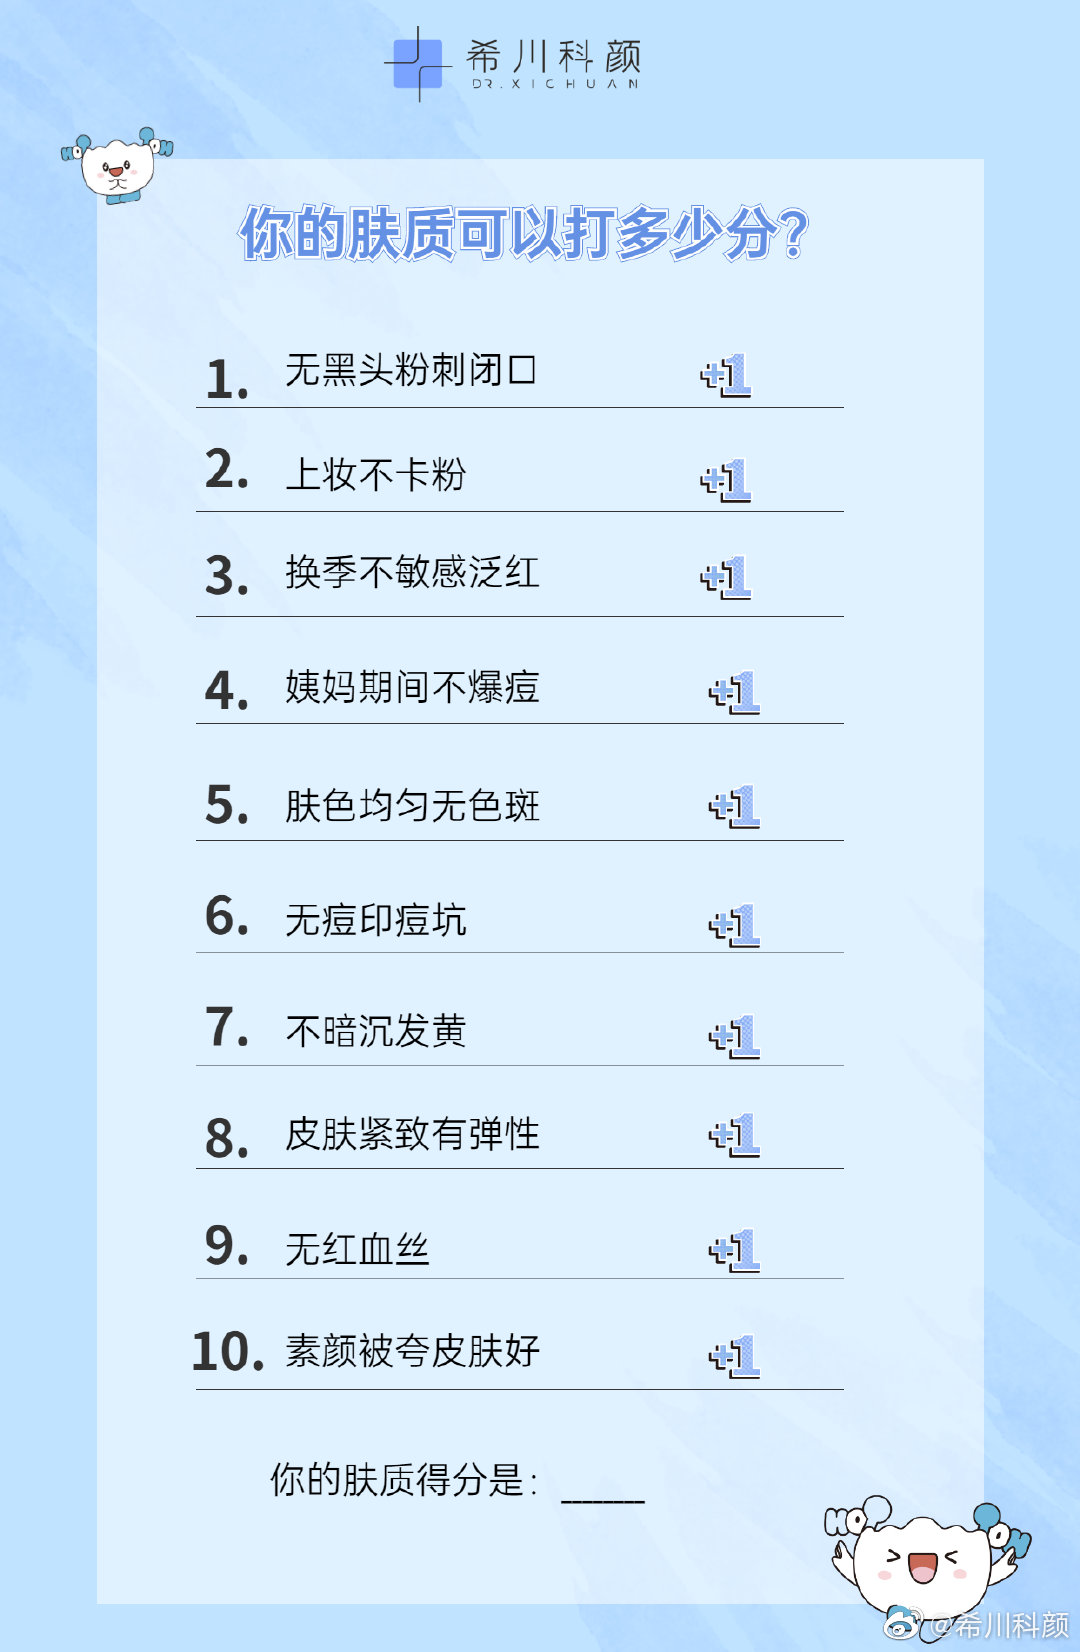 希川科颜
DR.XICHUAN
你的肤质可以打多少分?
1. 无黑头粉刺闭口 +1
2. 上妆不卡粉 +1
3. 换季不敏感泛红 +1
4. 姨妈期间不爆痘 +1
5. 肤色均匀无色斑 +1
6. 无痘印痘坑 +1
7. 不暗沉发黄 +1
8. 皮肤紧致有弹性 +1
9. 无红血丝 +1
10. 素颜被夸皮肤好 +1
你的肤质得分是: ____
@希川科颜